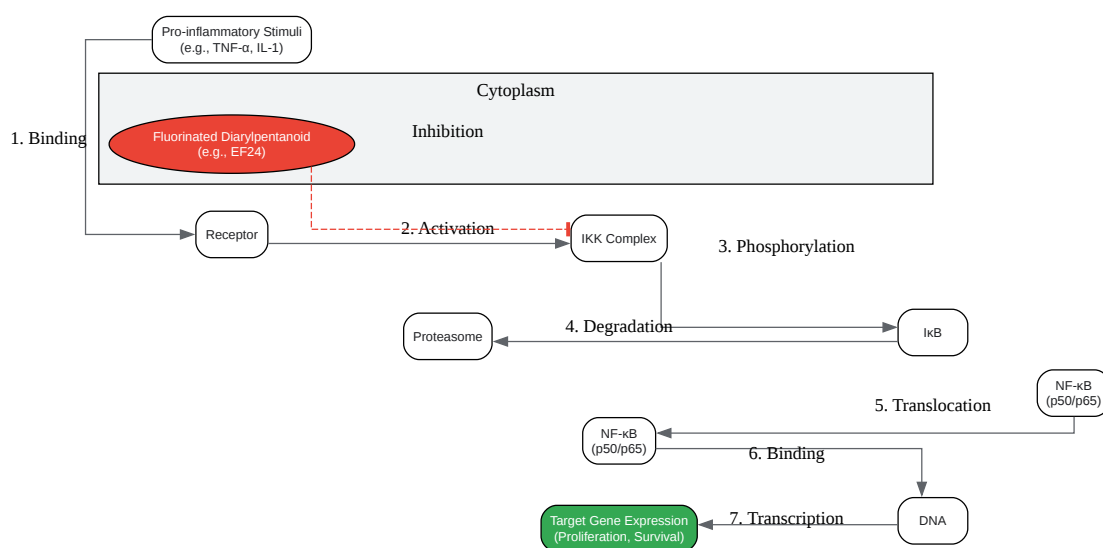 Pro-inflammatory Stimuli
(e.g., TNF-α, IL-1)
Cytoplasm
Inhibition
1. Binding
Fluorinated Diarylpentanoid
(e.g., EF24)
Receptor
2. Activation
IKK Complex
3. Phosphorylation
Proteasome
4. Degradation
IκB
NF-κB
(p50/p65)
5. Translocation
NF-κB
(p50/p65)
6. Binding
Target Gene Expression
(Proliferation, Survival)
7. Transcription
DNA